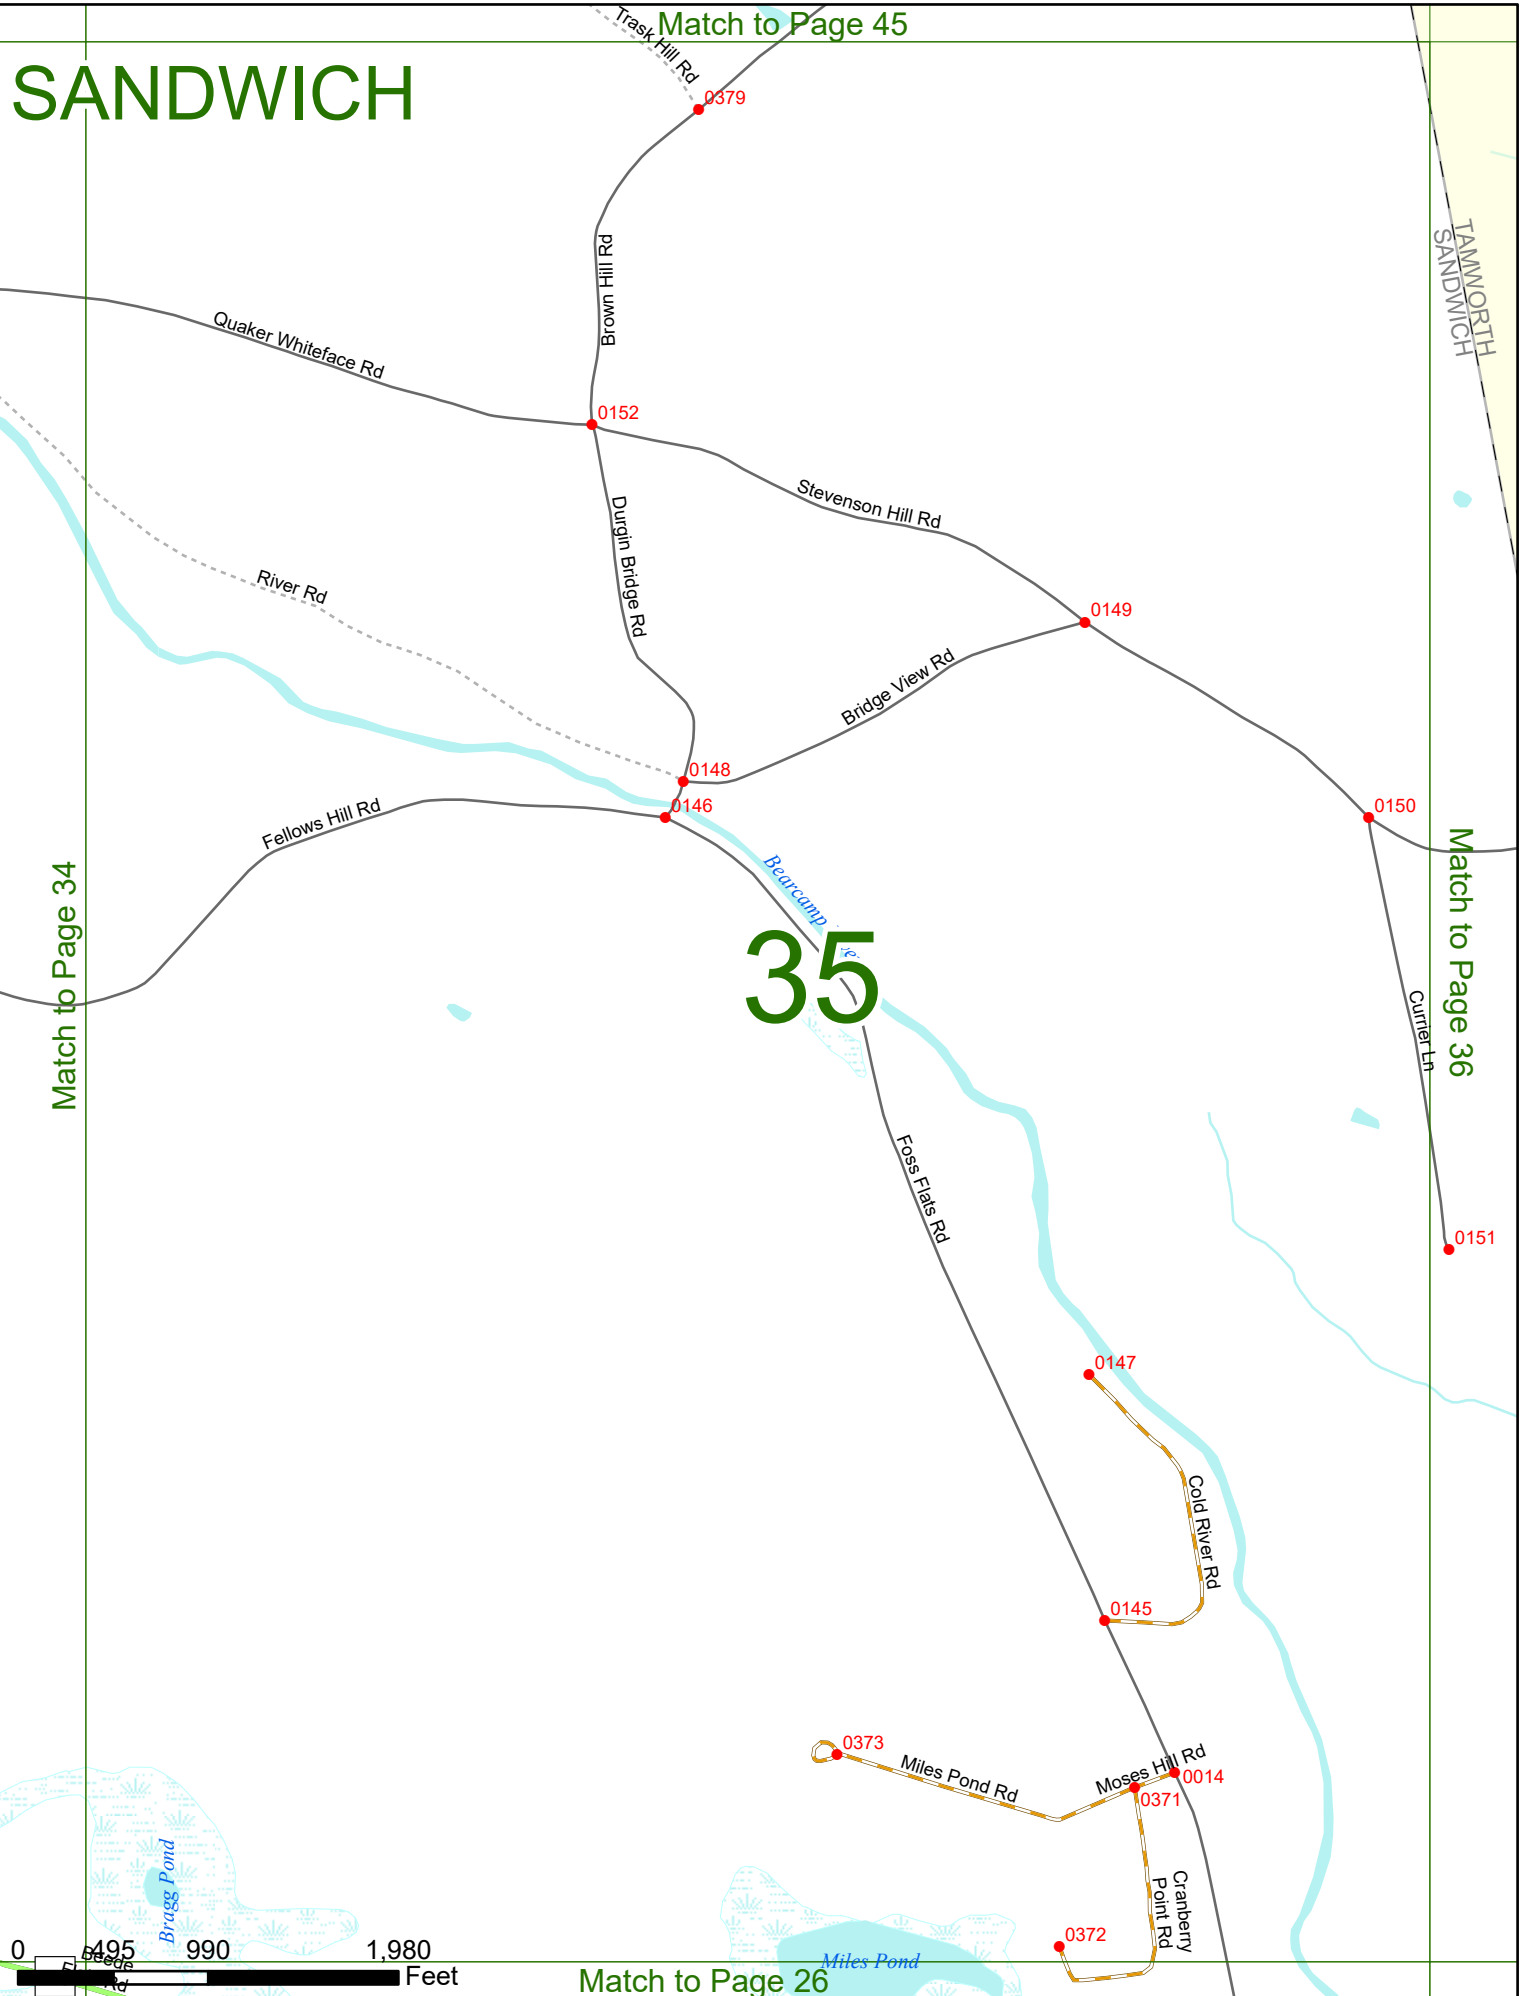 Match to Page 45
Trask Hill Rd
SANDWICH
0379
TAMWORTH
SANDWICH
Brown Hill Rd
Quaker Whiteface Rd
0152
Stevenson Hill Rd
Durgin Bridge Rd
River Rd
0149
Bridge View Rd
0148
0146
0150
Fellows Hill Rd
Match to Page 34
Match to Page 36
Bearcamp
35
Currier Ln
Foss Flats Rd
0151
0147
Cold River Rd
0145
0373
Miles Pond Rd
Moses Hill Rd
0014
0371
Cranberry
Point Rd
Bragg Pond
0372
Miles Pond
0 495 990 1,980
Feet
Beede
Rd
Match to Page 26